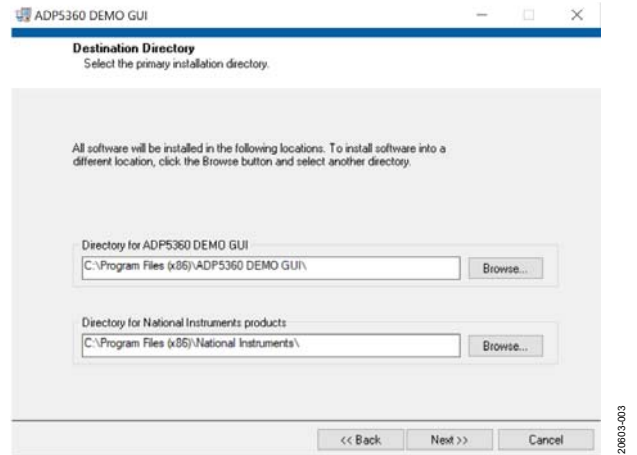 ADP5360 DEMO GUI
Destination Directory
Select the primary installation directory.
All software will be installed in the following locations. To install software into a
different location, click the Browse button and select another directory.
Directory for ADP5360 DEMO GUI
C:\Program Files (x86)\ADP5360 DEMO GUI\
Browse...
Directory for National Instruments products
C:\Program Files (x86)\National Instruments\
Browse...
<< Back
Next >>
Cancel
20603-003